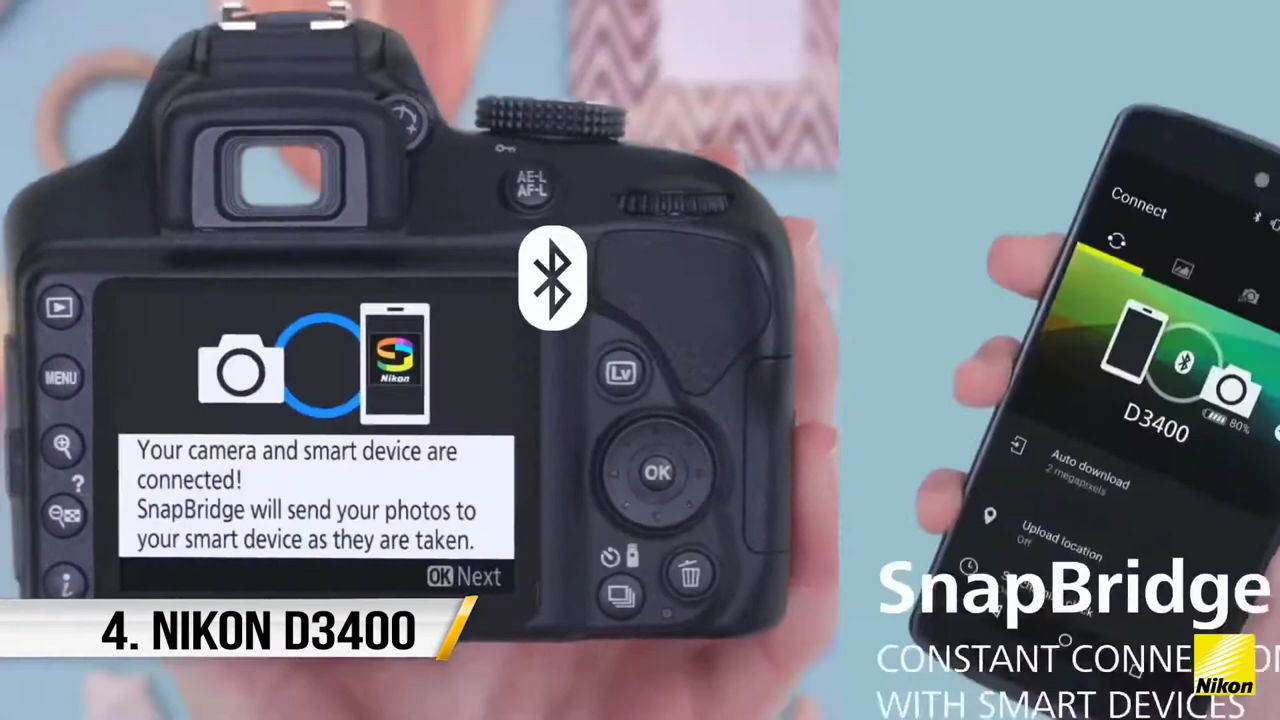 AE-L
AF-L
MENU
Lv
OK
?
i
Nikon
Your camera and smart device are
connected!
SnapBridge will send your photos to
your smart device as they are taken.
OK Next
Connect
D3400
80%
Auto download
2 megapixels
Upload location
Off
4. NIKON D3400
SnapBridge
CONSTANT CONNE
WITH SMART DEVICES
Nikon